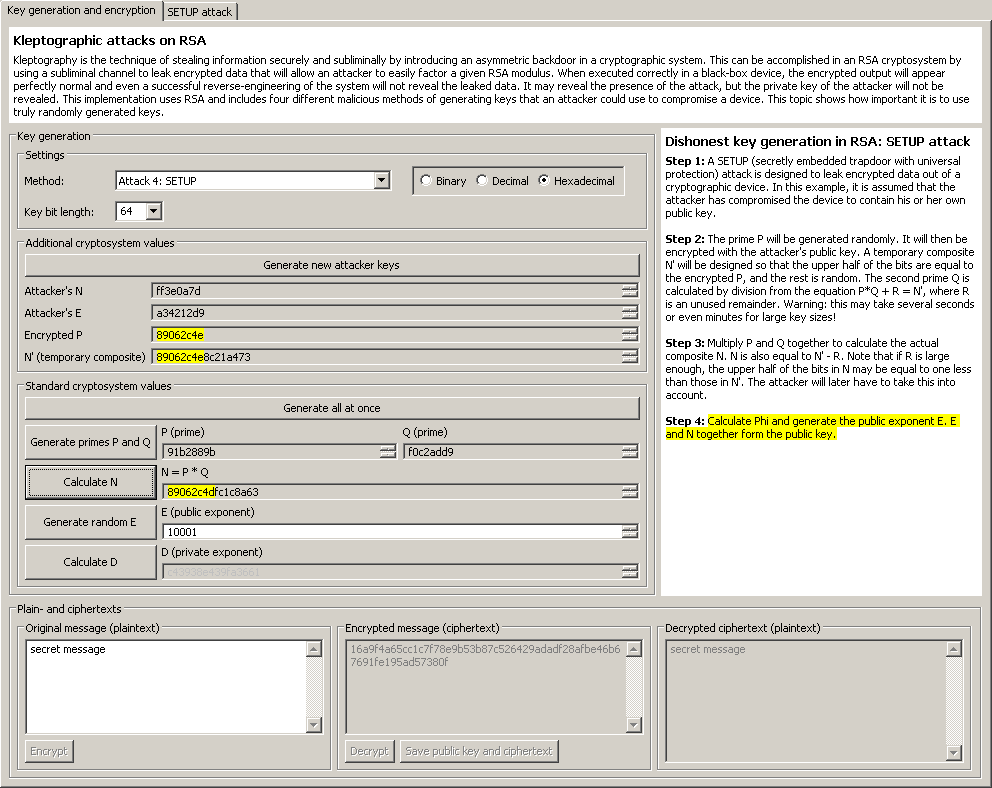 Key generation and encryption
SETUP attack
Kleptographic attacks on RSA
Kleptography is the technique of stealing information securely and subliminally by introducing an asymmetric backdoor in a cryptographic system. This can be accomplished in an RSA cryptosystem by
using a subliminal channel to leak encrypted data that will allow an attacker to easily factor a given RSA modulus. When executed correctly in a black-box device, the encrypted output will appear
perfectly normal and even a successful reverse-engineering of the system will not reveal the leaked data. It may reveal the presence of the attack, but the private key of the attacker will not be
revealed. This implementation uses RSA and includes four different malicious methods of generating keys that an attacker could use to compromise a device. This topic shows how important it is to use
truly randomly generated keys.
Key generation
Settings
Method:
Attack 4: SETUP
Binary
Decimal
Hexadecimal
Key bit length:
64
Additional cryptosystem values
Generate new attacker keys
Attacker's N
ff3e0a7d
Attacker's E
a34212d9
Encrypted P
89062c4e
N' (temporary composite)
89062c4e8c21a473
Standard cryptosystem values
Generate all at once
Generate primes P and Q
P (prime)
Q (prime)
91b2889b
f0c2add9
Calculate N
N = P * Q
89062c4dfc1c8a63
Generate random E
E (public exponent)
10001
Calculate D
D (private exponent)
c43938e439fa3661
Dishonest key generation in RSA: SETUP attack
Step 1: A SETUP (secretly embedded trapdoor with universal
protection) attack is designed to leak encrypted data out of a
cryptographic device. In this example, it is assumed that the
attacker has compromised the device to contain his or her own
public key.
Step 2: The prime P will be generated randomly. It will then be
encrypted with the attacker's public key. A temporary composite
N' will be designed so that the upper half of the bits are equal to
the encrypted P, and the rest is random. The second prime Q is
calculated by division from the equation P*Q + R = N', where R
is an unused remainder. Warning: this may take several seconds
or even minutes for large key sizes!
Step 3: Multiply P and Q together to calculate the actual
composite N. N is also equal to N' - R. Note that if R is large
enough, the upper half of the bits in N may be equal to one less
than those in N'. The attacker will later have to take this into
account.
Step 4: Calculate Phi and generate the public exponent E. E
and N together form the public key.
Plain- and ciphertexts
Original message (plaintext)
secret message
Encrypt
Encrypted message (ciphertext)
16a9f4a65cc1c7f78e9b53b87c526429adadf28afbe46b6
7691fe195ad57380f
Decrypt
Save public key and ciphertext
Decrypted ciphertext (plaintext)
secret message